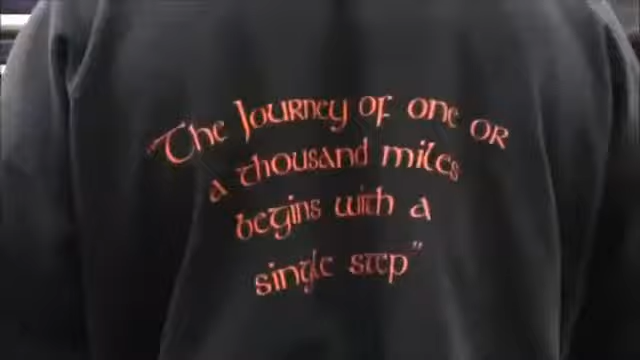 "The Journey of one or
a thousand miles
begins with a
single step"